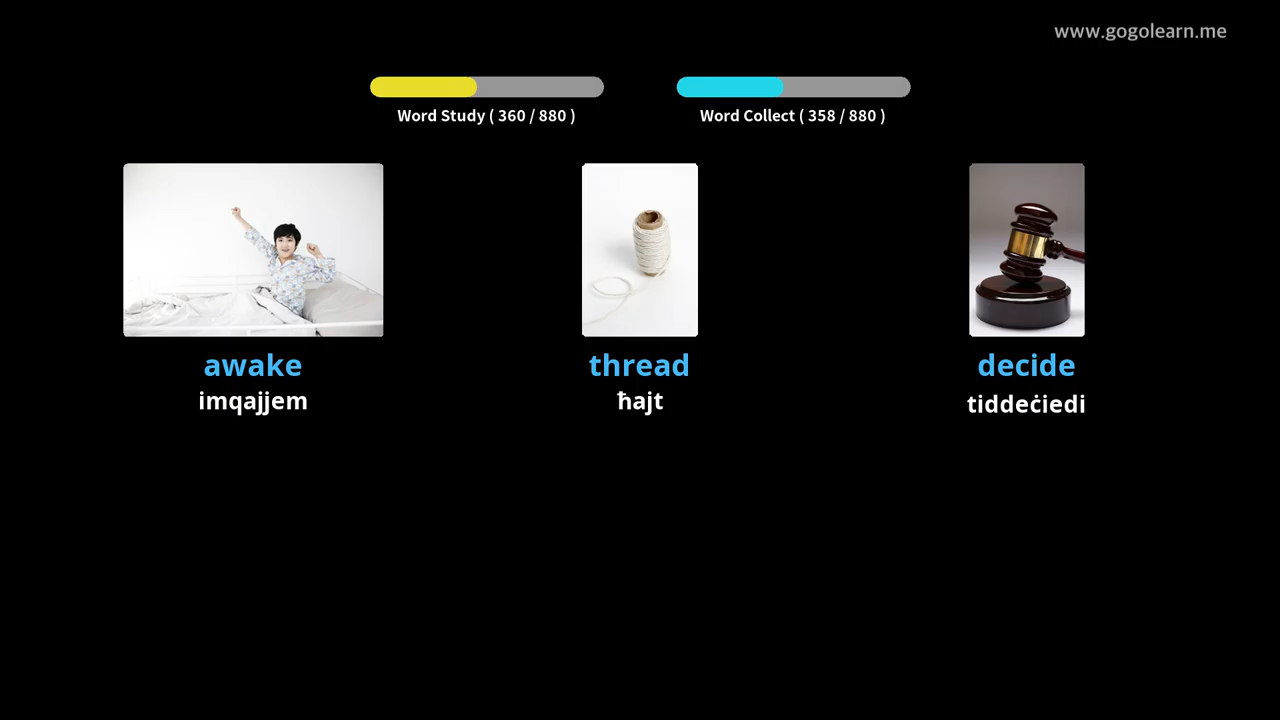 www.gogolearn.me
Word Study ( 360 / 880 )
Word Collect ( 358 / 880 )
awake
thread
decide
imqajjem
ħajt
tiddeċiedi